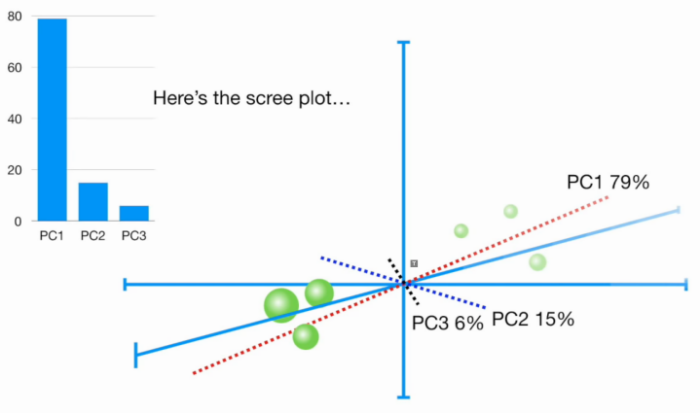 80
60
40
20
0
PC1 PC2 PC3
Here's the scree plot…
PC1 79%
PC3 6%
PC2 15%